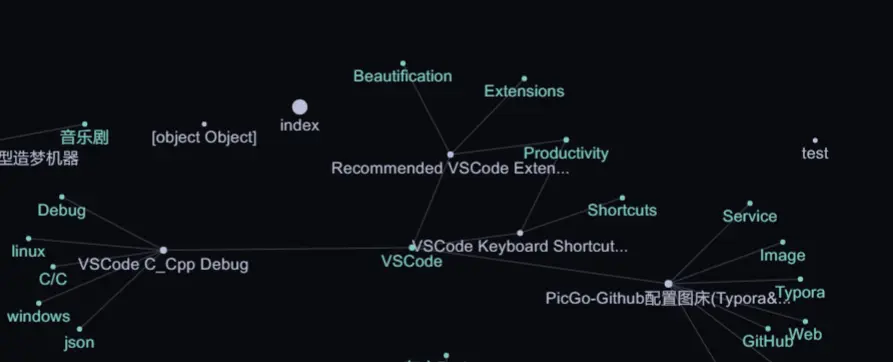 Beautification
Extensions
index
音乐剧
[object Object]
型造梦机器
Productivity
test
Recommended VSCode Exten...
Debug
Shortcuts
Service
linux
VSCode Keyboard Shortcut...
VSCode C_Cpp Debug
VSCode
Image
C/C
Typora
PicGo-Github配置图床(Typora&...
windows
Web
json
GitHub